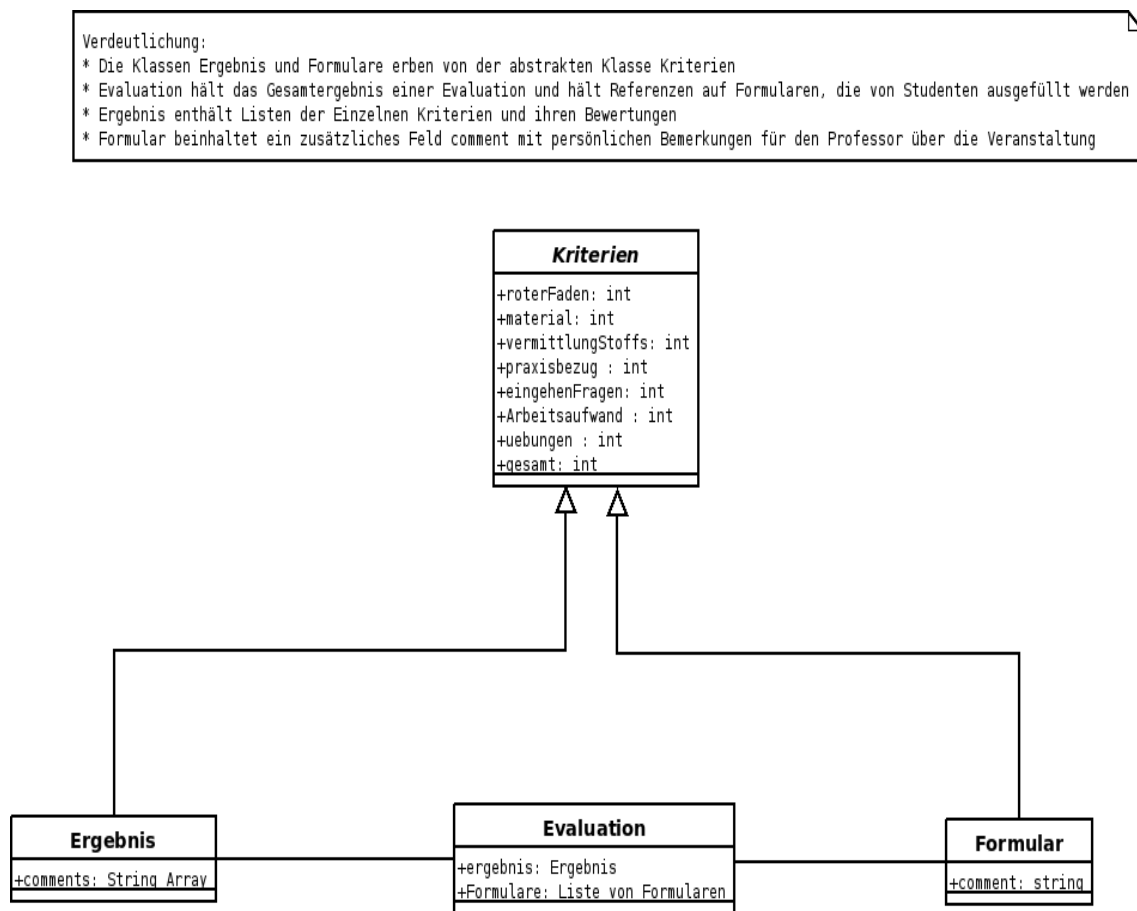 Verdeutlichung:
* Die Klassen Ergebnis und Formulare erben von der abstrakten Klasse Kriterien
* Evaluation hält das Gesamtergebnis einer Evaluation und hält Referenzen auf Formularen, die von Studenten ausgefüllt werden
* Ergebnis enthält Listen der Einzelnen Kriterien und ihren Bewertungen
* Formular beinhaltet ein zusätzliches Feld comment mit persönlichen Bemerkungen für den Professor über die Veranstaltung
Kriterien
+roterFaden: int
+material: int
+vermittlungStoffs: int
+praxisbezug : int
+eingehenFragen: int
+Arbeitsaufwand : int
+uebungen : int
+gesamt: int
Ergebnis
+comments: String Array
Evaluation
+ergebnis: Ergebnis
+Formulare: Liste von Formularen
Formular
+comment: string